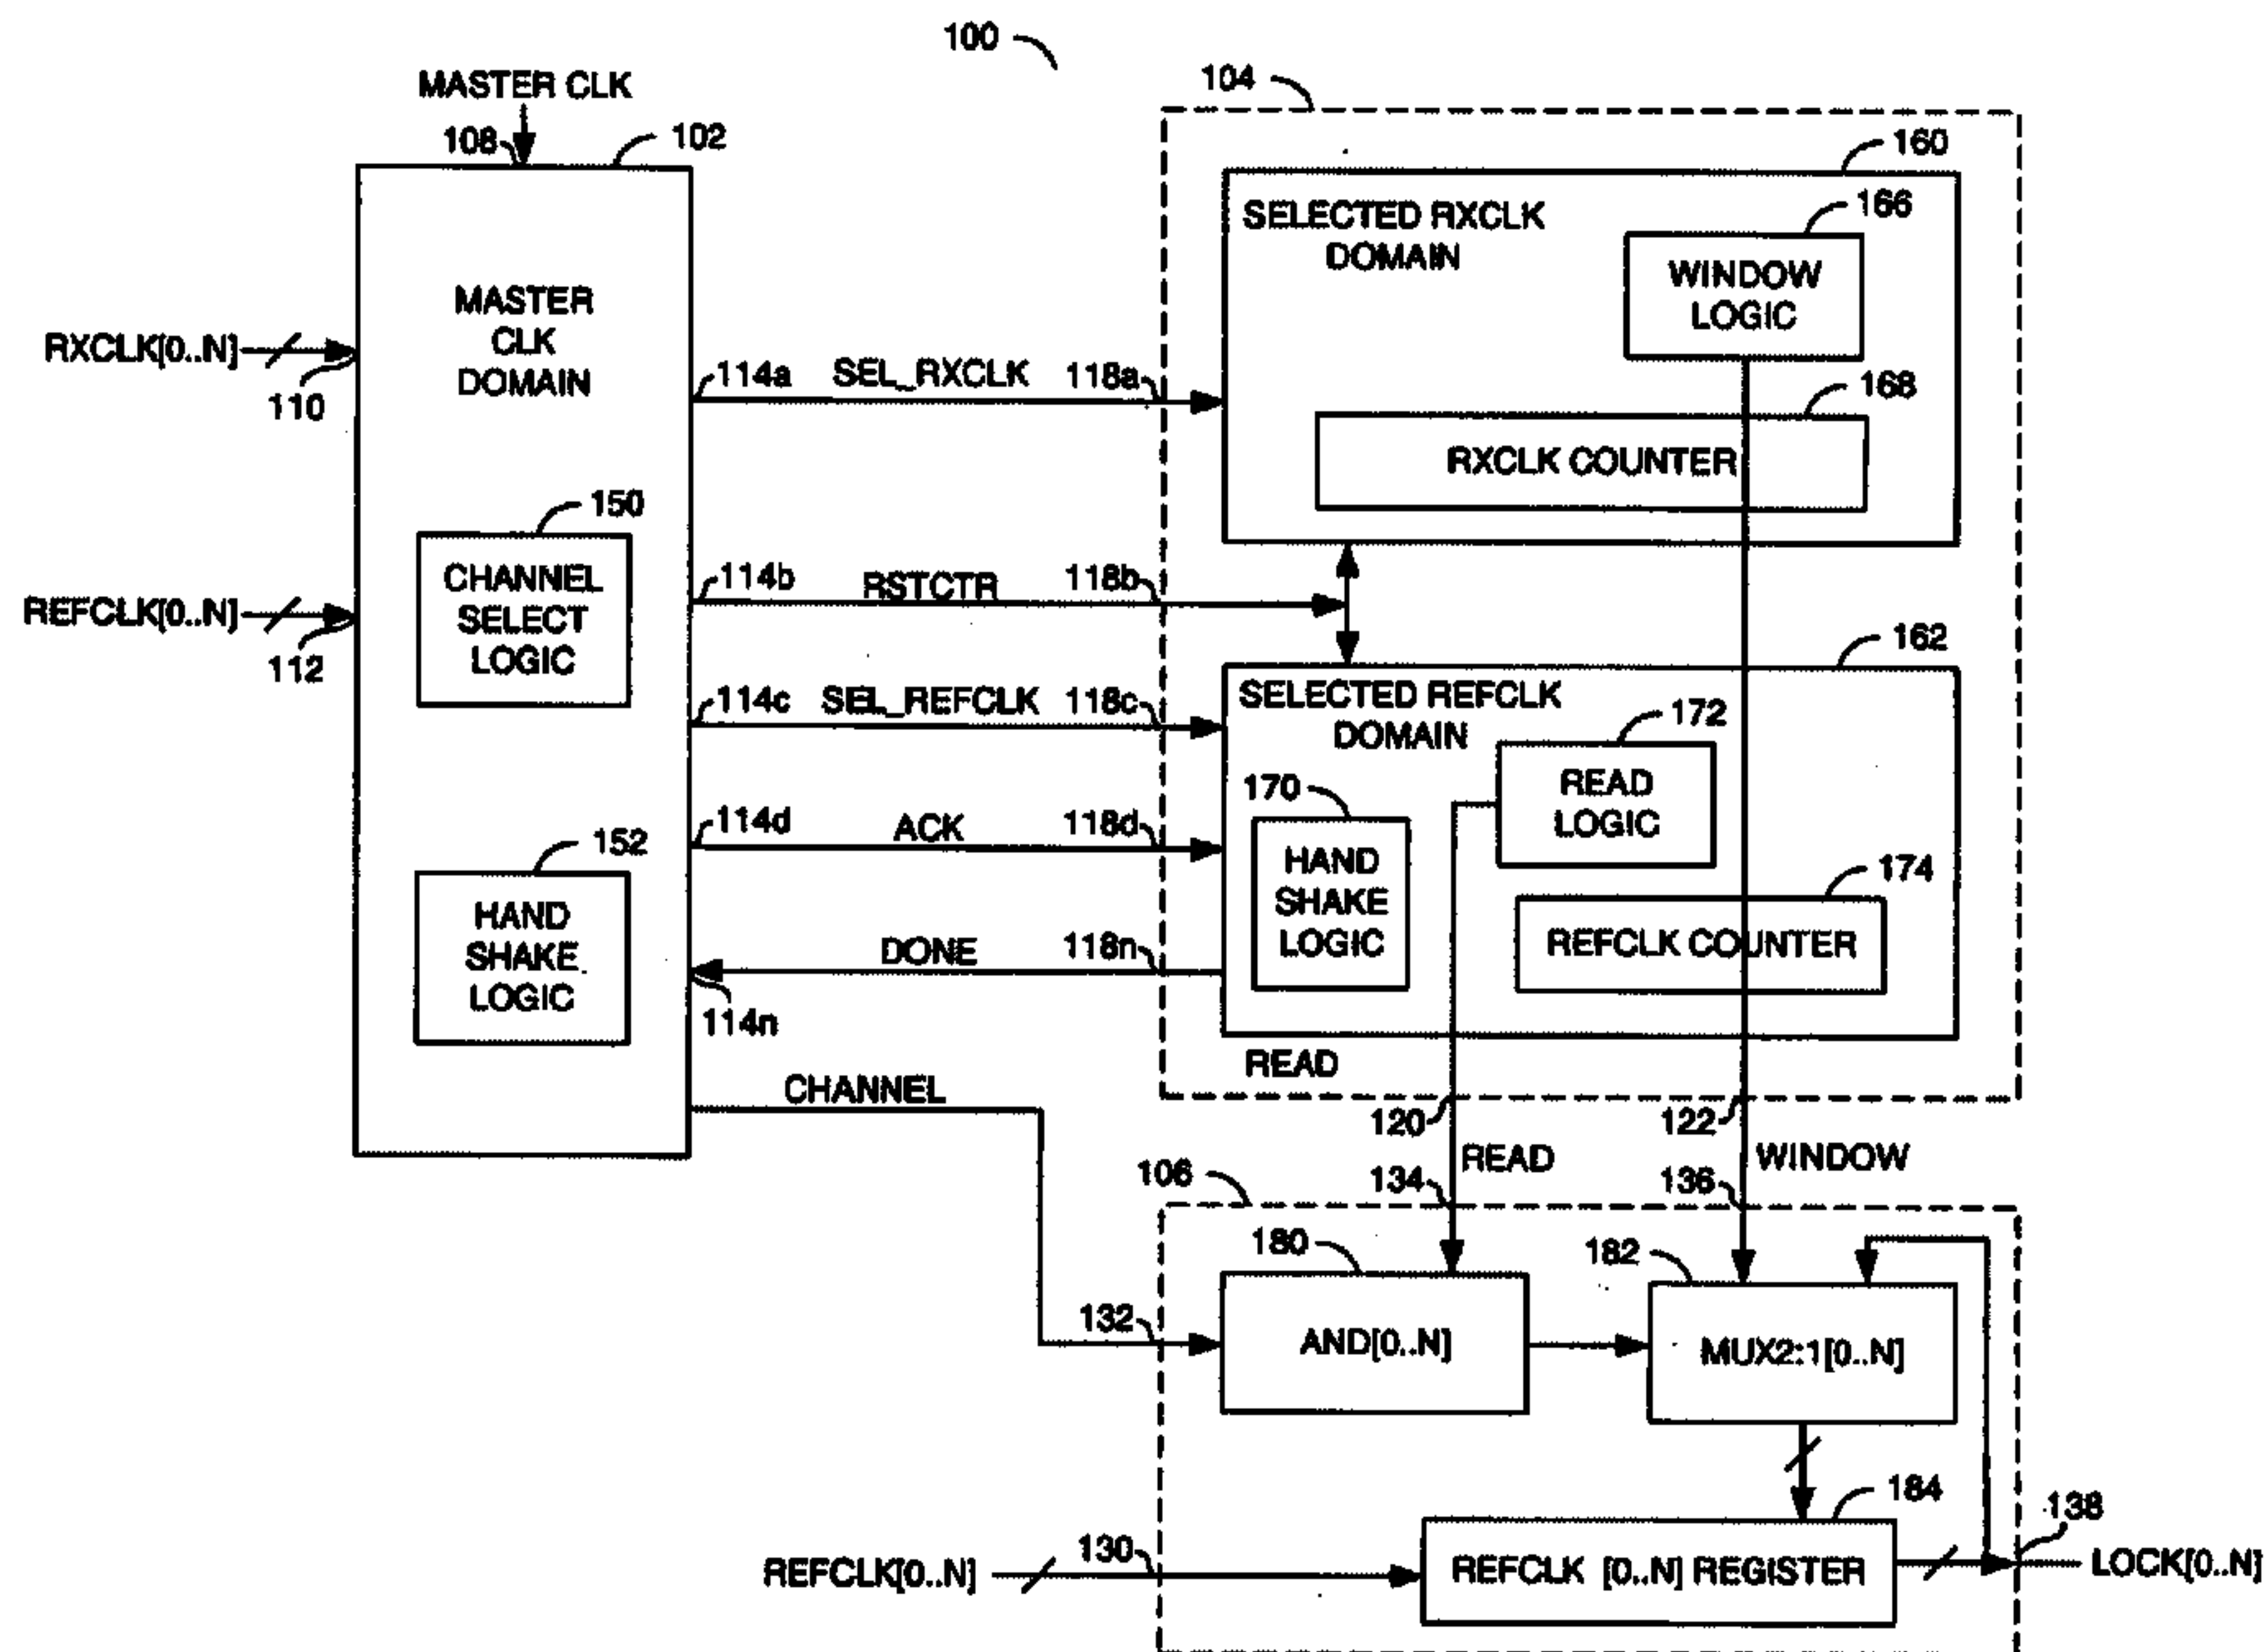 100
104
MASTER CLK
108
102
160
SELECTED RXCLK
DOMAIN
166
WINDOW
LOGIC
MASTER
CLK
DOMAIN
RXCLK[0..N]
110
114a
SEL_RXCLK
118a
168
RXCLK COUNTER
150
CHANNEL
SELECT
LOGIC
114b
RSTCTR
118b
REFCLK[0..N]
112
162
114c
SEL_REFCLK
118c
SELECTED REFCLK
DOMAIN
172
READ
LOGIC
170
HAND
SHAKE
LOGIC
114d
ACK
118d
152
HAND
SHAKE
LOGIC
174
REFCLK COUNTER
DONE
118n
114n
READ
CHANNEL
120
122
READ
WINDOW
106
134
136
180
182
132
AND[0..N]
MUX2:1[0..N]
184
138
REFCLK[0..N]
130
REFCLK [0..N] REGISTER
LOCK[0..N]